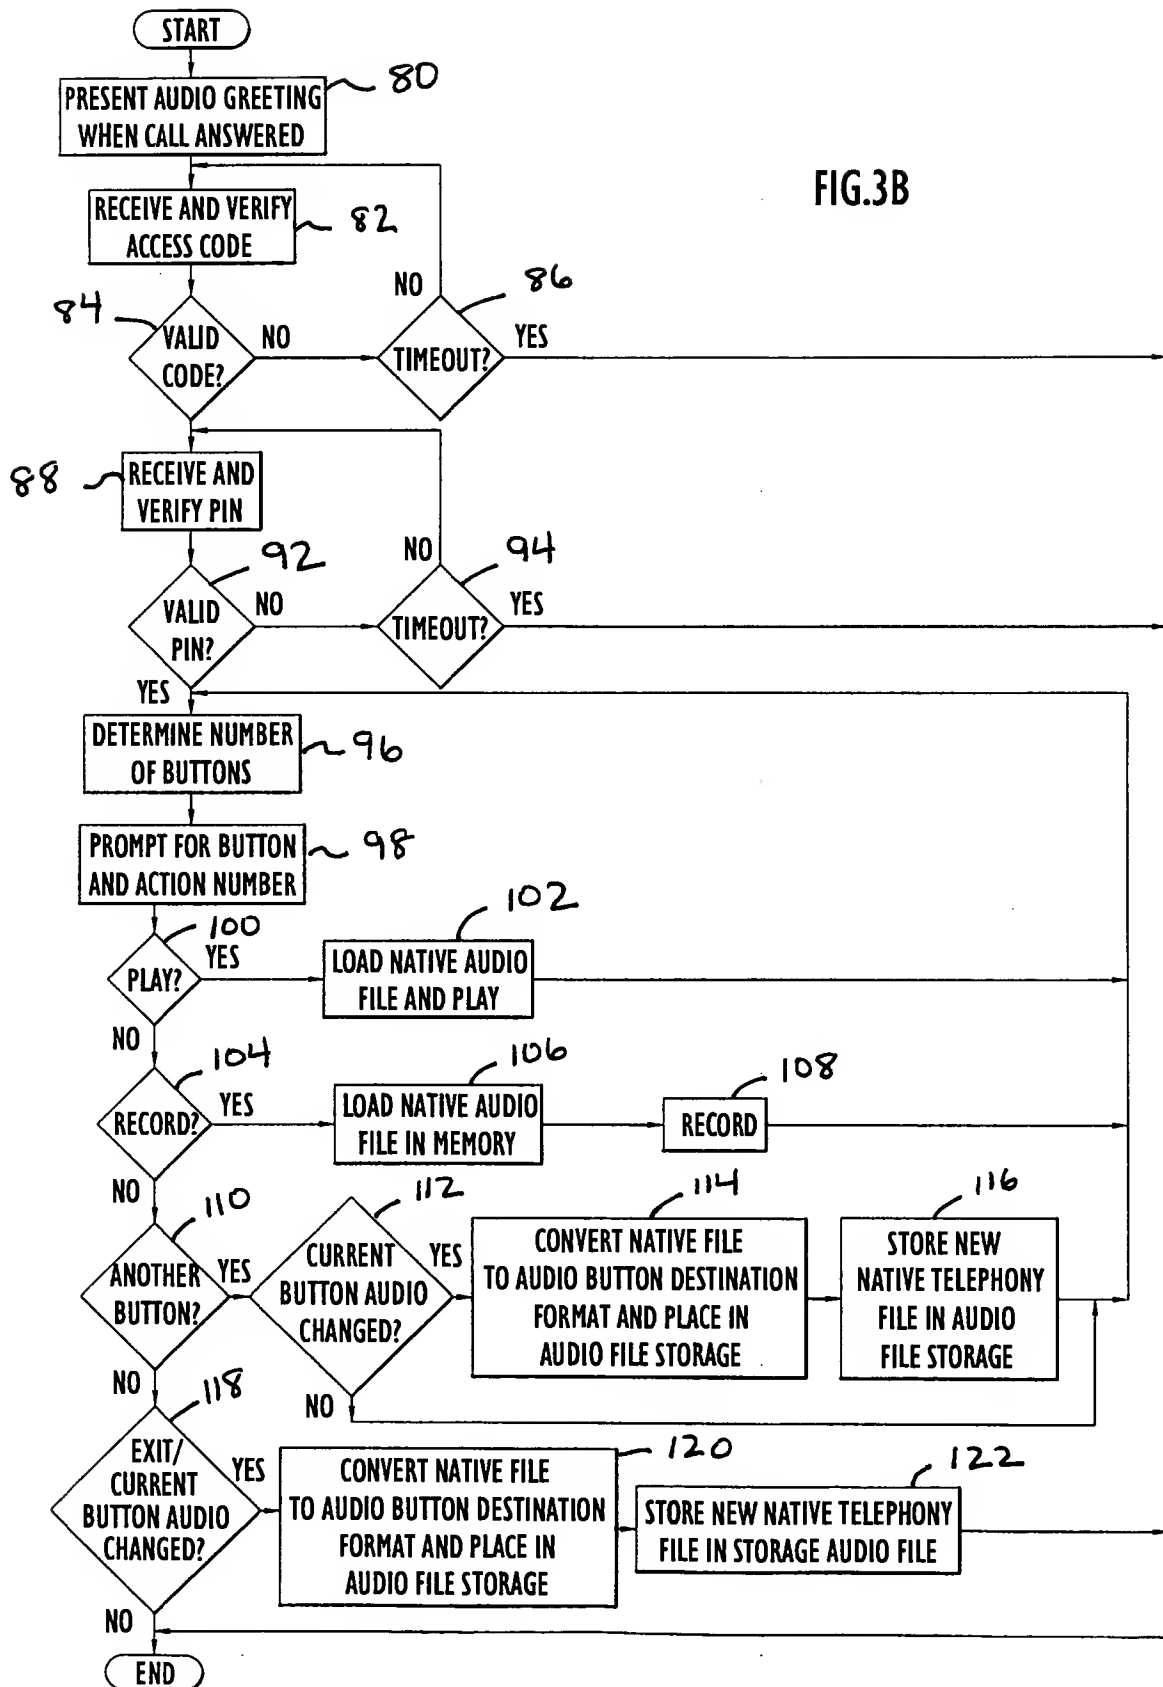 START
PRESENT AUDIO GREETING
WHEN CALL ANSWERED
80
FIG.3B
RECEIVE AND VERIFY
ACCESS CODE
82
NO
86
84
VALID
CODE?
NO
TIMEOUT?
YES
88
RECEIVE AND
VERIFY PIN
92
NO
94
VALID
PIN?
NO
TIMEOUT?
YES
YES
DETERMINE NUMBER
OF BUTTONS
96
PROMPT FOR BUTTON
AND ACTION NUMBER
98
100
PLAY?
YES
102
LOAD NATIVE AUDIO
FILE AND PLAY
NO
104
RECORD?
YES
106
LOAD NATIVE AUDIO
FILE IN MEMORY
108
RECORD
NO
110
ANOTHER
BUTTON?
YES
112
CURRENT
BUTTON AUDIO
CHANGED?
YES
114
CONVERT NATIVE FILE
TO AUDIO BUTTON DESTINATION
FORMAT AND PLACE IN
AUDIO FILE STORAGE
116
STORE NEW
NATIVE TELEPHONY
FILE IN AUDIO
FILE STORAGE
NO
NO
118
EXIT/
CURRENT
BUTTON AUDIO
CHANGED?
YES
120
CONVERT NATIVE FILE
TO AUDIO BUTTON DESTINATION
FORMAT AND PLACE IN
AUDIO FILE STORAGE
122
STORE NEW NATIVE TELEPHONY
FILE IN STORAGE AUDIO FILE
NO
END